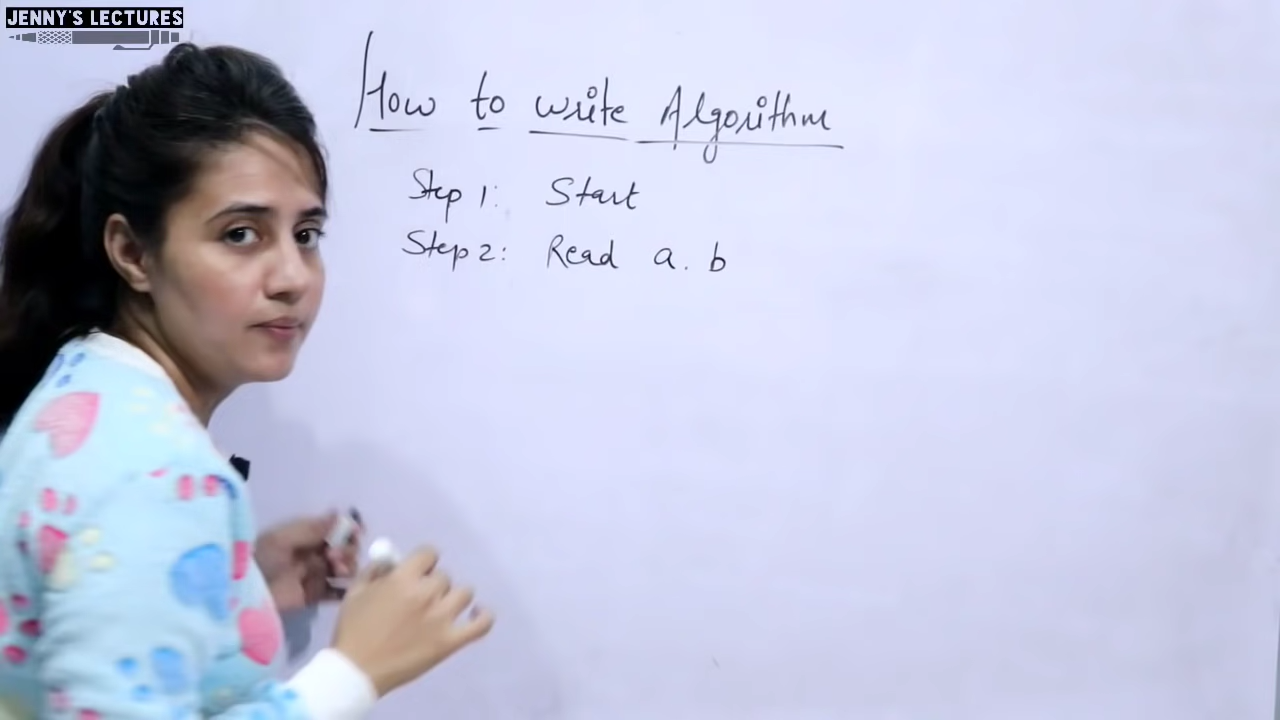 JENNY'S LECTURES
How to write Algorithm
Step 1: Start
Step 2: Read a. b